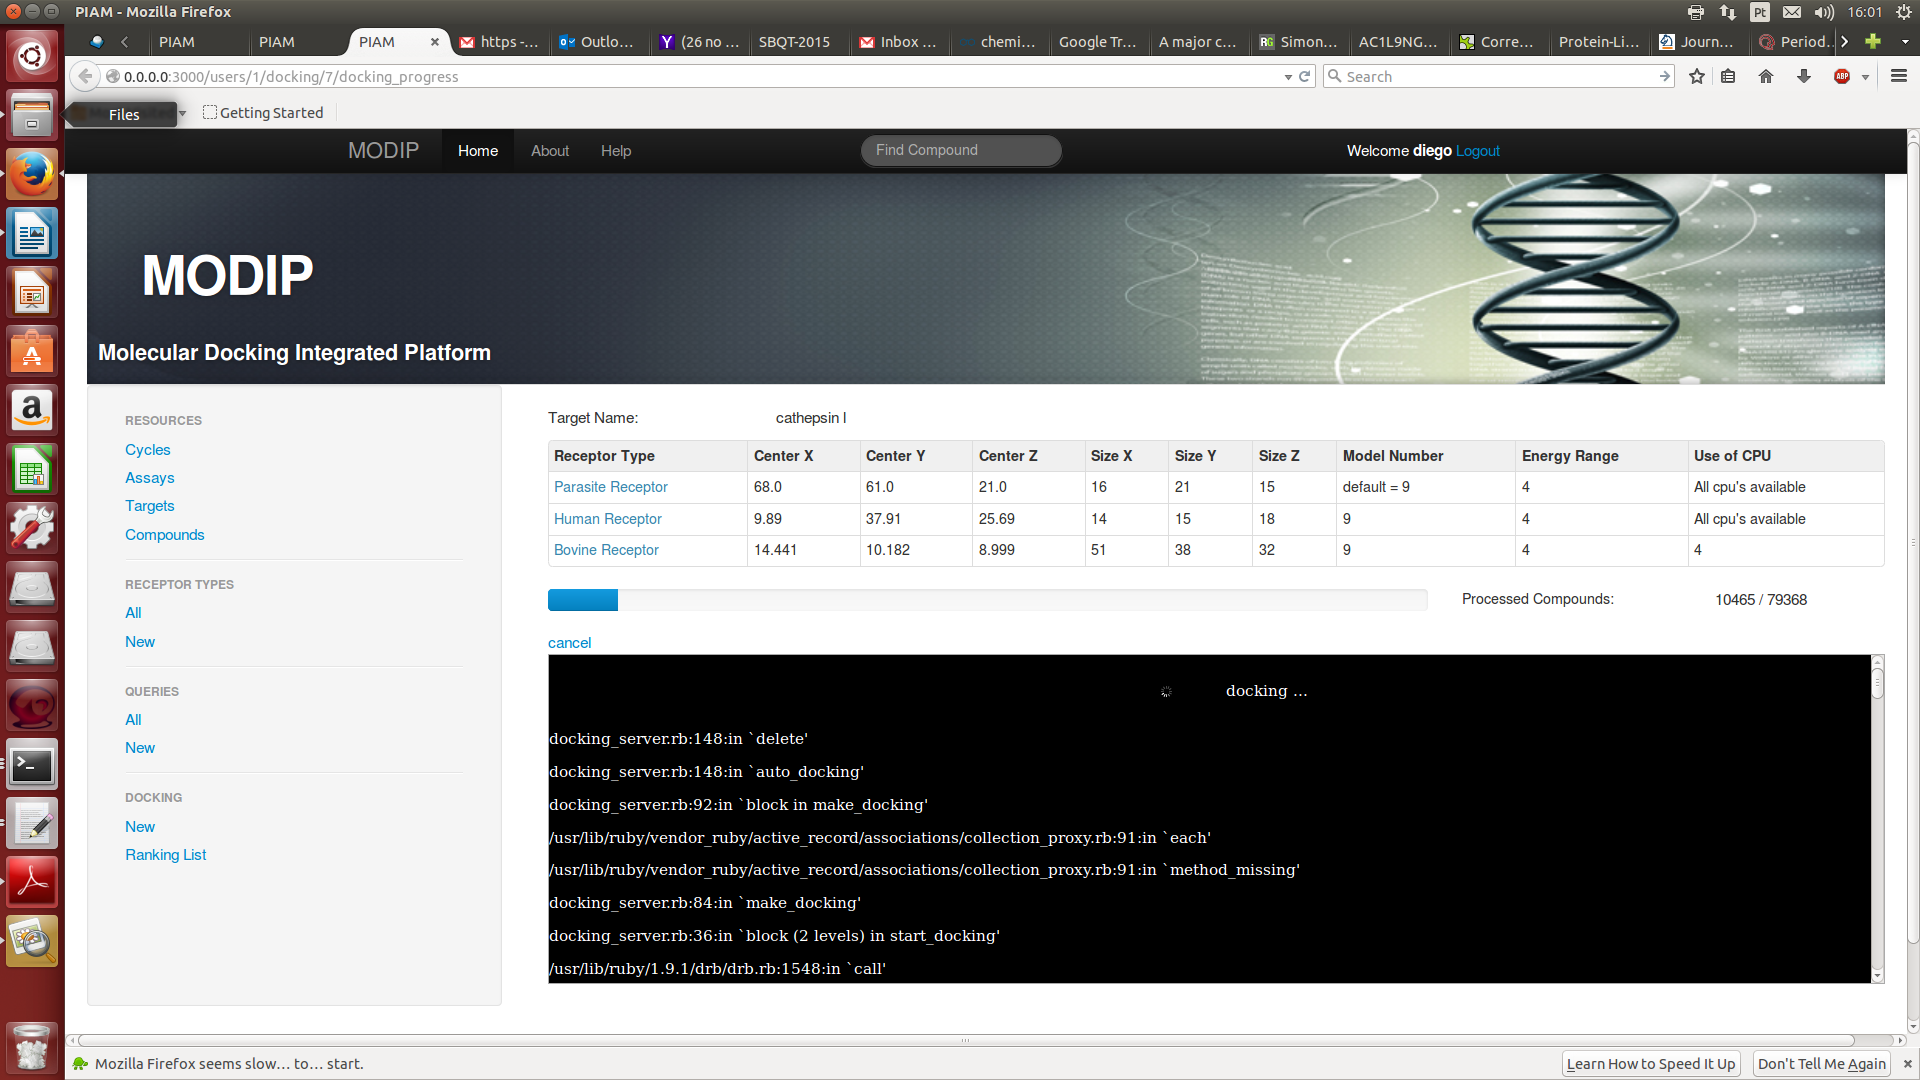 PIAM - Mozilla Firefox
Pt
16:01
PIAM
PIAM
PIAM
https -...
Outlo...
(26 no ...
SBQT-2015
Inbox ...
chemi...
Google Tr...
A major c...
RG Simon...
AC1L9NG...
Corre...
Protein-Li...
Journ...
Period...
0.0.0.0:3000/users/1/docking/7/docking_progress
Search
ABP
Files
Getting Started
MODIP
Home
About
Help
Find Compound
Welcome diego Logout
MODIP
Molecular Docking Integrated Platform
RESOURCES
Cycles
Assays
Targets
Compounds
RECEPTOR TYPES
All
New
QUERIES
All
New
DOCKING
New
Ranking List
Target Name: cathepsin l
Receptor Type Center X Center Y Center Z Size X Size Y Size Z Model Number Energy Range Use of CPU
Parasite Receptor 68.0 61.0 21.0 16 21 15 default = 9 4 All cpu's available
Human Receptor 9.89 37.91 25.69 14 15 18 9 4 All cpu's available
Bovine Receptor 14.441 10.182 8.999 51 38 32 9 4 4
Processed Compounds: 10465 / 79368
cancel
docking ...
docking_server.rb:148:in `delete'
docking_server.rb:148:in `auto_docking'
docking_server.rb:92:in `block in make_docking'
/usr/lib/ruby/vendor_ruby/active_record/associations/collection_proxy.rb:91:in `each'
/usr/lib/ruby/vendor_ruby/active_record/associations/collection_proxy.rb:91:in `method_missing'
docking_server.rb:84:in `make_docking'
docking_server.rb:36:in `block (2 levels) in start_docking'
/usr/lib/ruby/1.9.1/drb/drb.rb:1548:in `call'
Mozilla Firefox seems slow... to... start.
Learn How to Speed It Up
Don't Tell Me Again